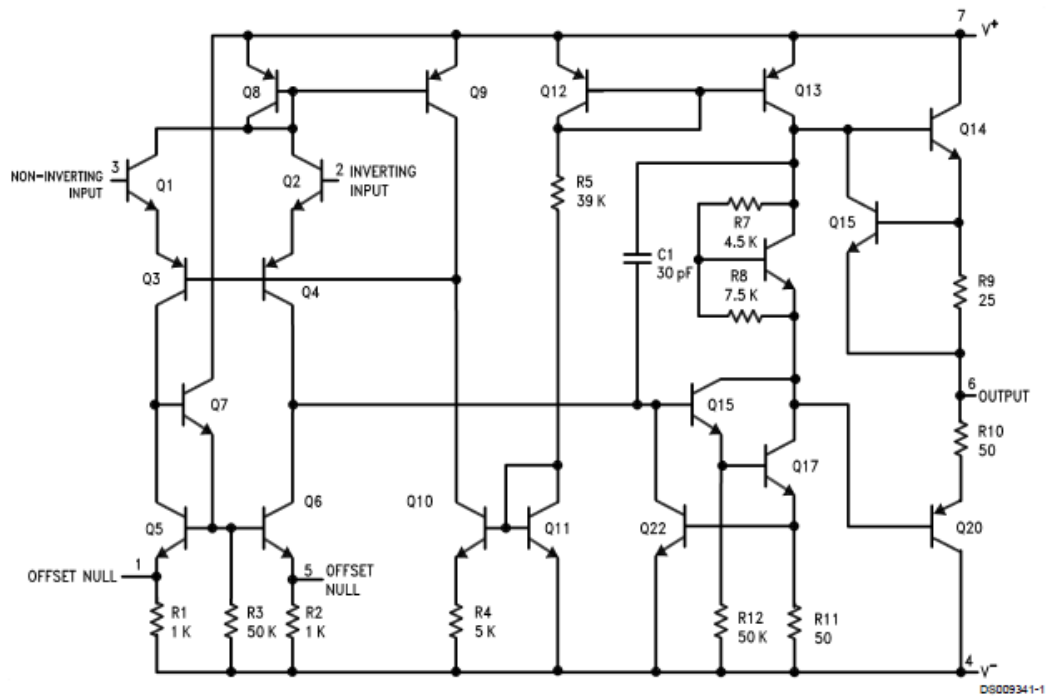 7
V+
Q8
Q9
Q12
Q13
Q14
3
NON-INVERTING
INPUT
Q1
Q2
2 INVERTING
INPUT
R5
39 K
Q15
R7
4.5 K
C1
30 pF
R8
7.5 K
R9
25
Q3
Q4
6
OUTPUT
Q7
Q15
R10
50
Q17
Q5
Q6
Q10
Q11
Q22
Q20
1
OFFSET NULL
5
OFFSET
NULL
R1
1 K
R3
50 K
R2
1 K
R4
5 K
R12
50 K
R11
50
4
V-
DS009341-1